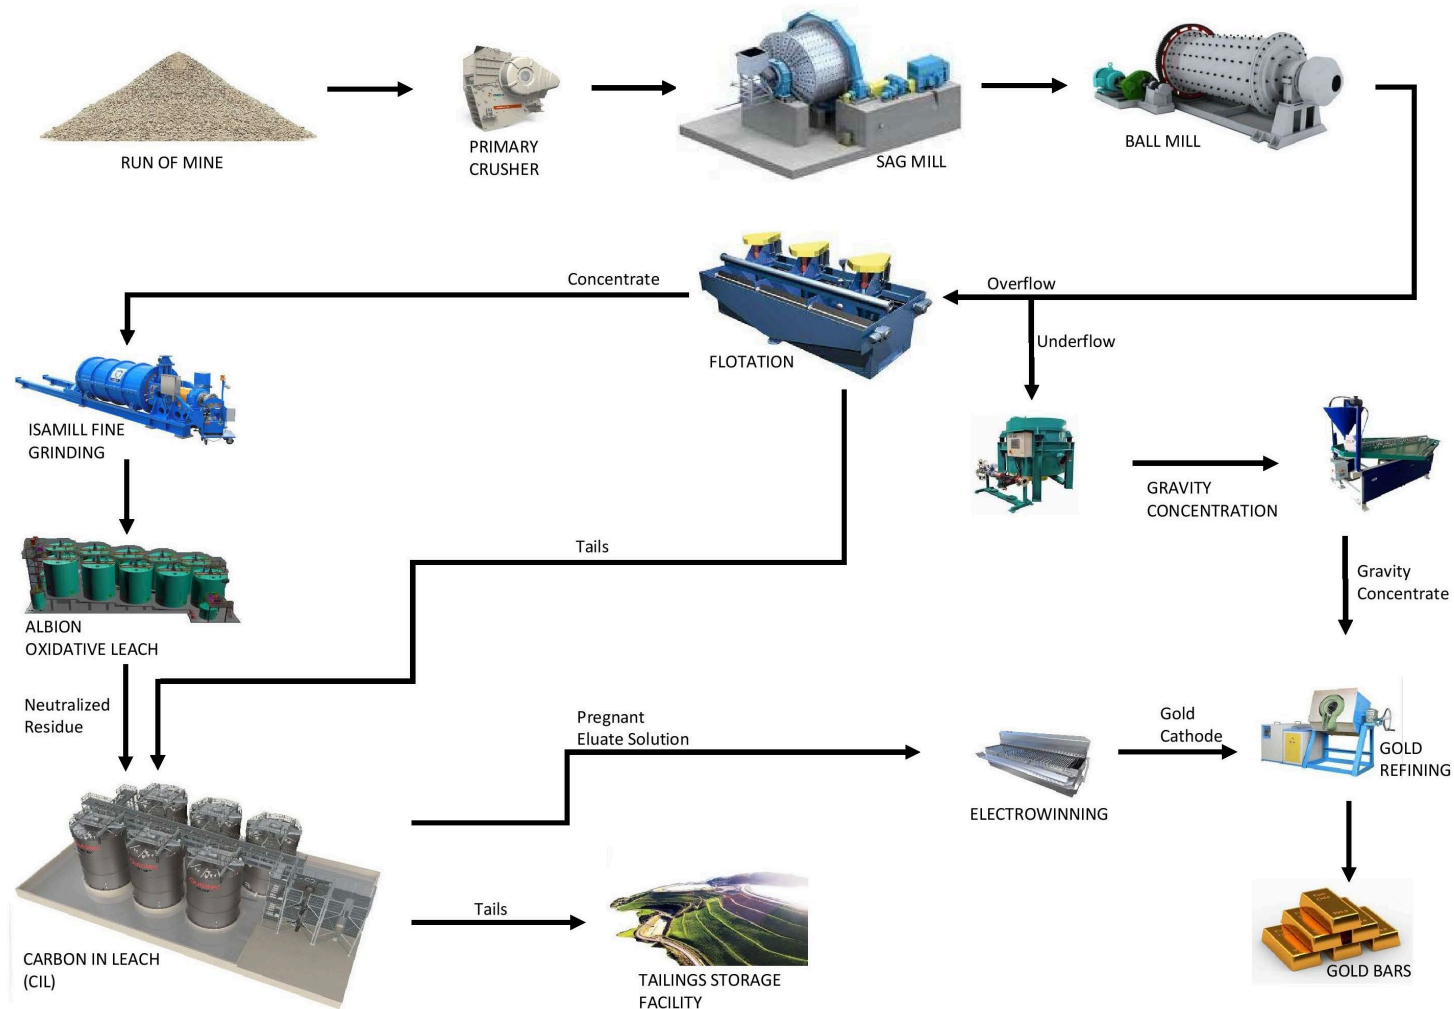 RUN OF MINE
PRIMARY
CRUSHER
SAG MILL
BALL MILL
Concentrate
Overflow
Underflow
FLOTATION
ISAMILL FINE
GRINDING
GRAVITY
CONCENTRATION
Tails
Gravity
Concentrate
ALBION
OXIDATIVE LEACH
Neutralized
Residue
Pregnant
Eluate Solution
Gold
Cathode
GOLD
REFINING
ELECTROWINNING
Tails
CARBON IN LEACH
(CIL)
TAILINGS STORAGE
FACILITY
GOLD BARS